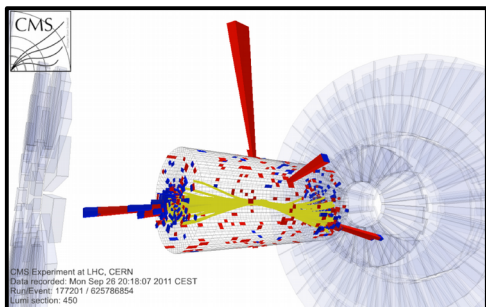 CMS
CMS Experiment at LHC, CERN
Data recorded: Mon Sep 26 20:18:07 2011 CEST
Run/Event: 177201 / 625786854
Lumi section: 450